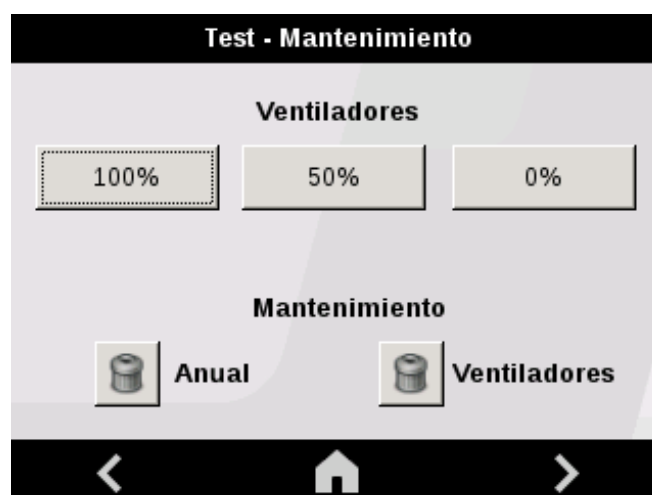 Test - Mantenimiento
Ventiladores
100% 50% 0%
Mantenimiento
Anual Ventiladores